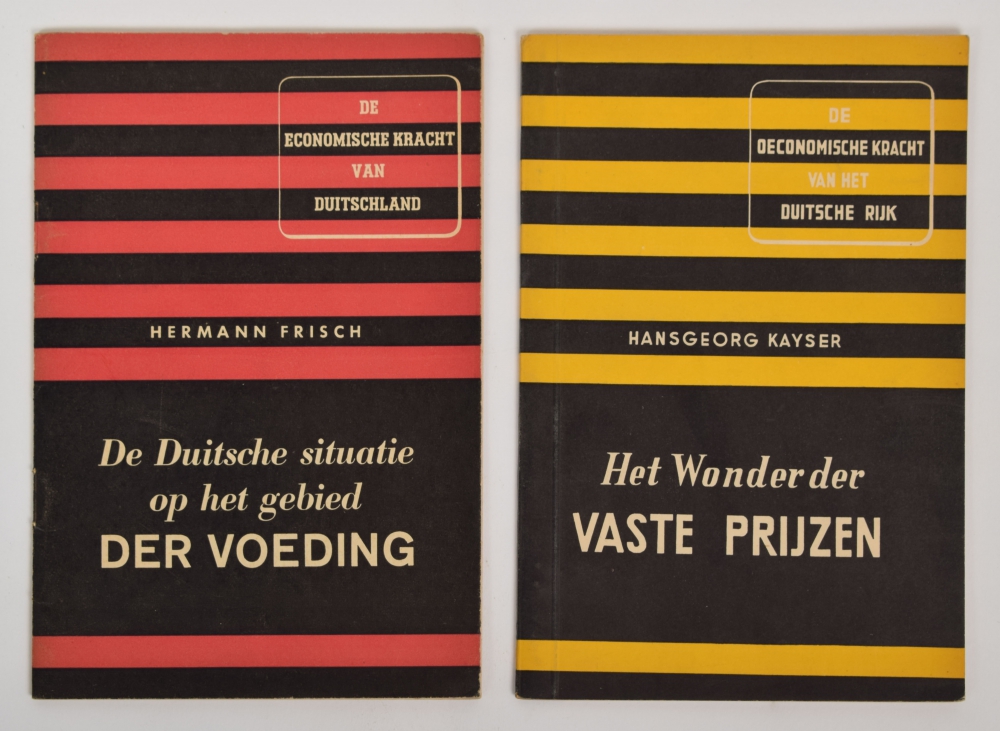 DE
ECONOMISCHE KRACHT
VAN
DUITSCHLAND
HERMANN FRISCH
De Duitsche situatie
op het gebied
DER VOEDING
DE
OECONOMISCHE KRACHT
VAN HET
DUITSCHE RIJK
HANSGEORG KAYSER
Het Wonder der
VASTE PRIJZEN